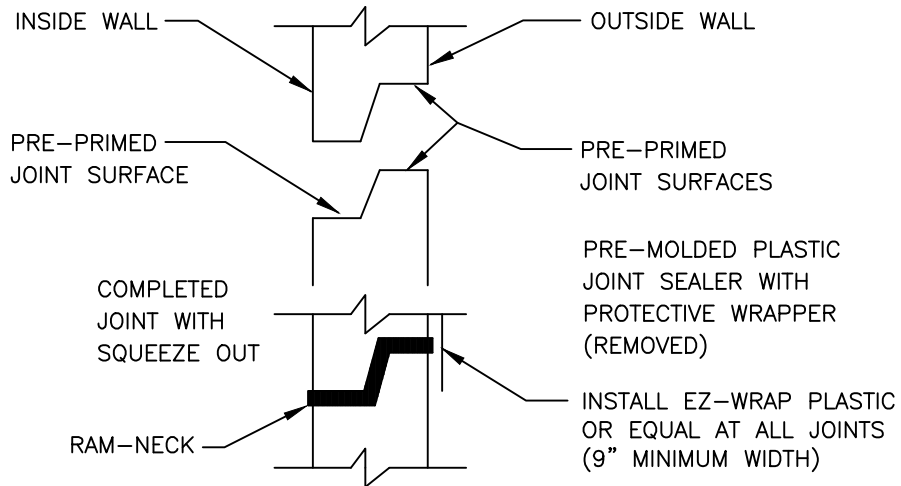 INSIDE WALL
OUTSIDE WALL
PRE-PRIMED
JOINT SURFACE
PRE-PRIMED
JOINT SURFACES
COMPLETED
JOINT WITH
SQUEEZE OUT
PRE-MOLDED PLASTIC
JOINT SEALER WITH
PROTECTIVE WRAPPER
(REMOVED)
RAM-NECK
INSTALL EZ-WRAP PLASTIC
OR EQUAL AT ALL JOINTS
(9" MINIMUM WIDTH)